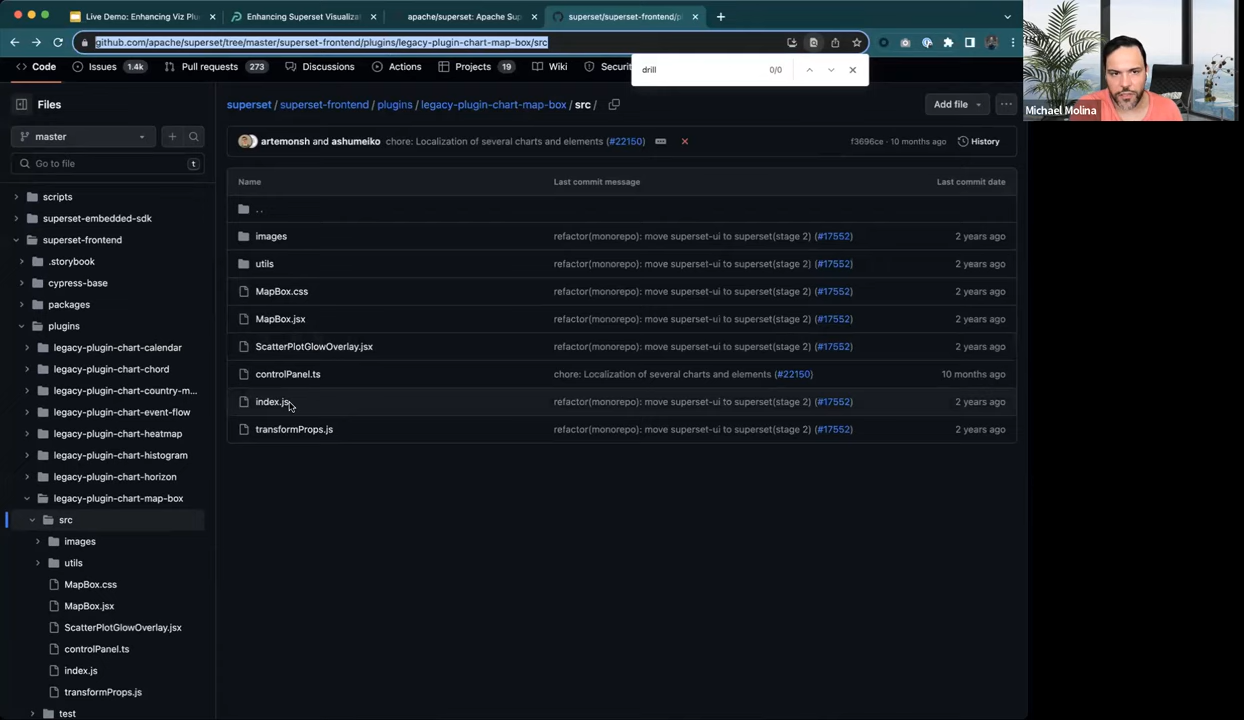 Live Demo: Enhancing Viz Plu
Enhancing Superset Visualiza
apache/superset: Apache Sup
superset/superset-frontend/p
github.com/apache/superset/tree/master/superset-frontend/plugins/legacy-plugin-chart-map-box/src
Code
Issues 1.4k
Pull requests 273
Discussions
Actions
Projects 19
Wiki
Securit
drill 0/0
Michael Molina
Files
superset / superset-frontend / plugins / legacy-plugin-chart-map-box / src /
Add file
master
artemonsh and ashumeiko chore: Localization of several charts and elements (#22150)
f3696ce · 10 months ago
History
Go to file t
Name Last commit message Last commit date
..
images refactor(monorepo): move superset-ui to superset(stage 2) (#17552) 2 years ago
utils refactor(monorepo): move superset-ui to superset(stage 2) (#17552) 2 years ago
MapBox.css refactor(monorepo): move superset-ui to superset(stage 2) (#17552) 2 years ago
MapBox.jsx refactor(monorepo): move superset-ui to superset(stage 2) (#17552) 2 years ago
ScatterPlotGlowOverlay.jsx refactor(monorepo): move superset-ui to superset(stage 2) (#17552) 2 years ago
controlPanel.ts chore: Localization of several charts and elements (#22150) 10 months ago
index.js refactor(monorepo): move superset-ui to superset(stage 2) (#17552) 2 years ago
transformProps.js refactor(monorepo): move superset-ui to superset(stage 2) (#17552) 2 years ago
scripts
superset-embedded-sdk
superset-frontend
.storybook
cypress-base
packages
plugins
legacy-plugin-chart-calendar
legacy-plugin-chart-chord
legacy-plugin-chart-country-m...
legacy-plugin-chart-event-flow
legacy-plugin-chart-heatmap
legacy-plugin-chart-histogram
legacy-plugin-chart-horizon
legacy-plugin-chart-map-box
src
images
utils
MapBox.css
MapBox.jsx
ScatterPlotGlowOverlay.jsx
controlPanel.ts
index.js
transformProps.js
test